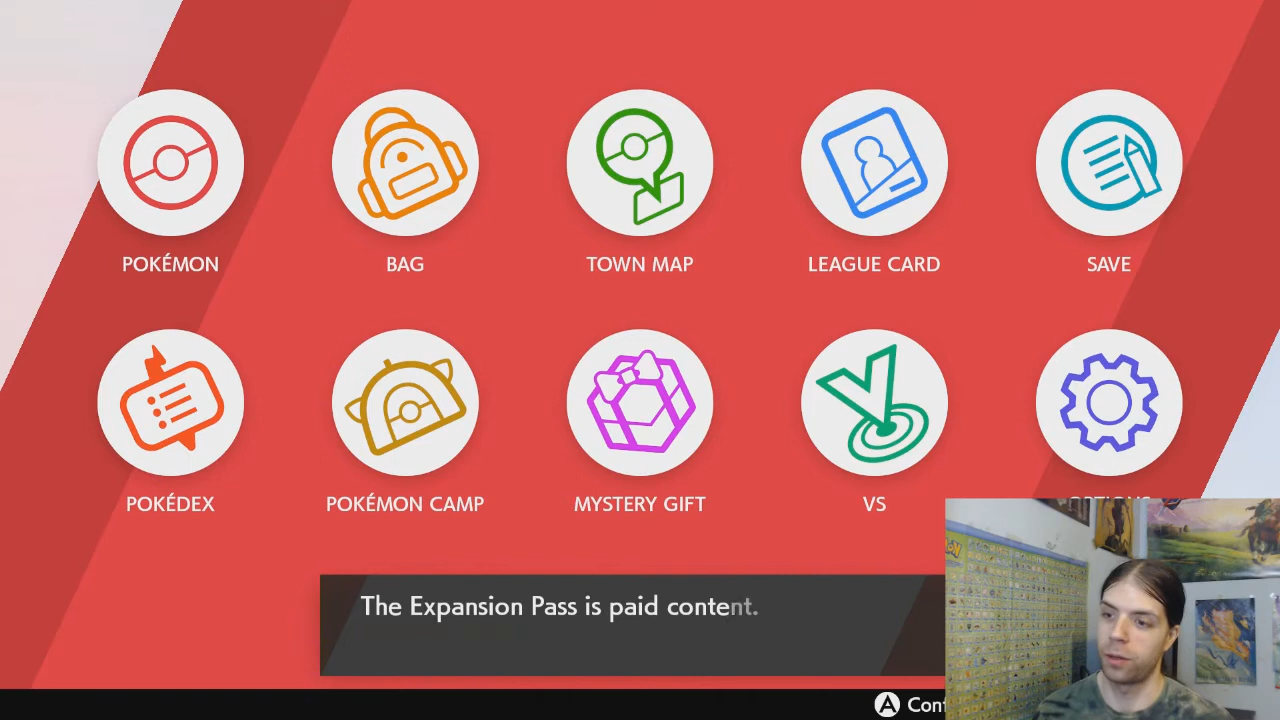 POKÉMON
BAG
TOWN MAP
LEAGUE CARD
SAVE
POKÉDEX
POKÉMON CAMP
MYSTERY GIFT
VS
The Expansion Pass is paid content.
A